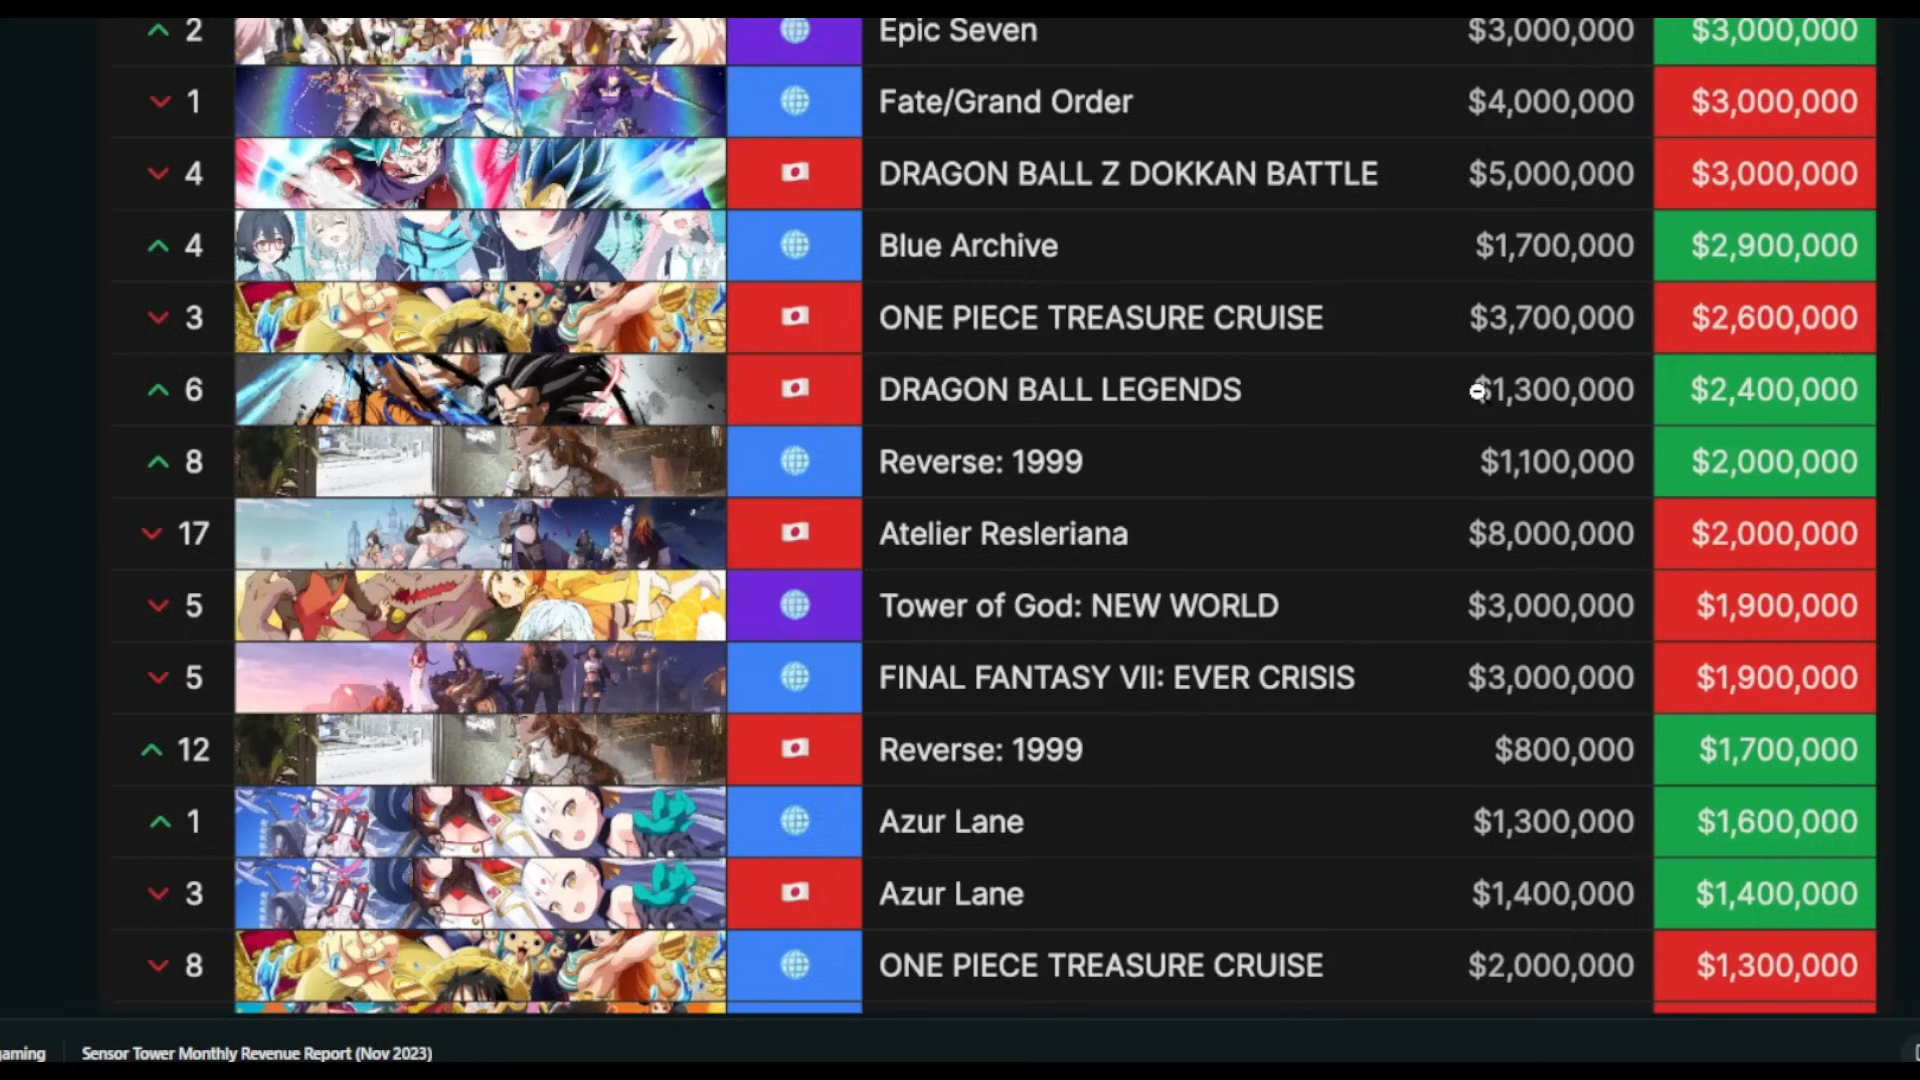 2 Epic Seven $3,000,000 $3,000,000
1 Fate/Grand Order $4,000,000 $3,000,000
4 DRAGON BALL Z DOKKAN BATTLE $5,000,000 $3,000,000
4 Blue Archive $1,700,000 $2,900,000
3 ONE PIECE TREASURE CRUISE $3,700,000 $2,600,000
6 DRAGON BALL LEGENDS $1,300,000 $2,400,000
8 Reverse: 1999 $1,100,000 $2,000,000
17 Atelier Resleriana $8,000,000 $2,000,000
5 Tower of God: NEW WORLD $3,000,000 $1,900,000
5 FINAL FANTASY VII: EVER CRISIS $3,000,000 $1,900,000
12 Reverse: 1999 $800,000 $1,700,000
1 Azur Lane $1,300,000 $1,600,000
3 Azur Lane $1,400,000 $1,400,000
8 ONE PIECE TREASURE CRUISE $2,000,000 $1,300,000
gaming Sensor Tower Monthly Revenue Report (Nov 2023)